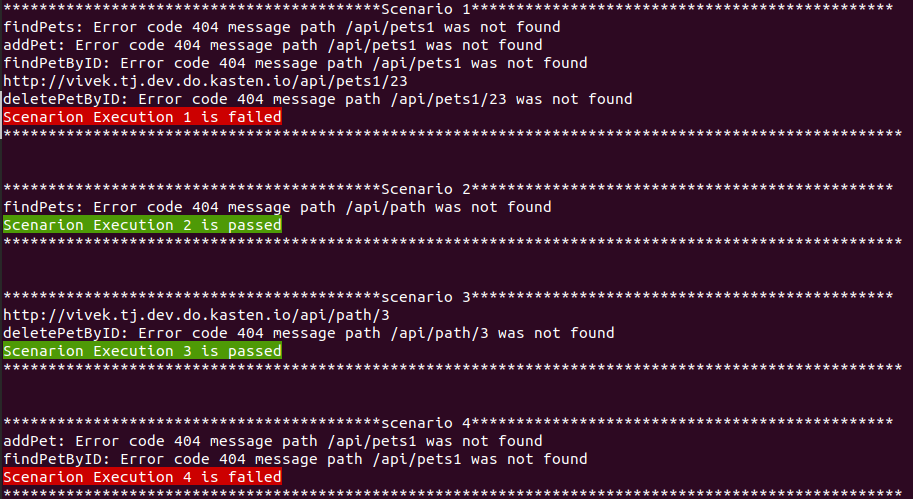 ******************************************Scenario 1***********************************************
findPets: Error code 404 message path /api/pets1 was not found
addPet: Error code 404 message path /api/pets1 was not found
findPetByID: Error code 404 message path /api/pets1 was not found
http://vivek.tj.dev.do.kasten.io/api/pets1/23
deletePetByID: Error code 404 message path /api/pets1/23 was not found
Scenarion Execution 1 is failed
****************************************************************************************************
******************************************Scenario 2***********************************************
findPets: Error code 404 message path /api/path was not found
Scenarion Execution 2 is passed
****************************************************************************************************
******************************************scenario 3***********************************************
http://vivek.tj.dev.do.kasten.io/api/path/3
deletePetByID: Error code 404 message path /api/path/3 was not found
Scenarion Execution 3 is passed
****************************************************************************************************
******************************************scenario 4***********************************************
addPet: Error code 404 message path /api/pets1 was not found
findPetByID: Error code 404 message path /api/pets1 was not found
Scenarion Execution 4 is failed
****************************************************************************************************